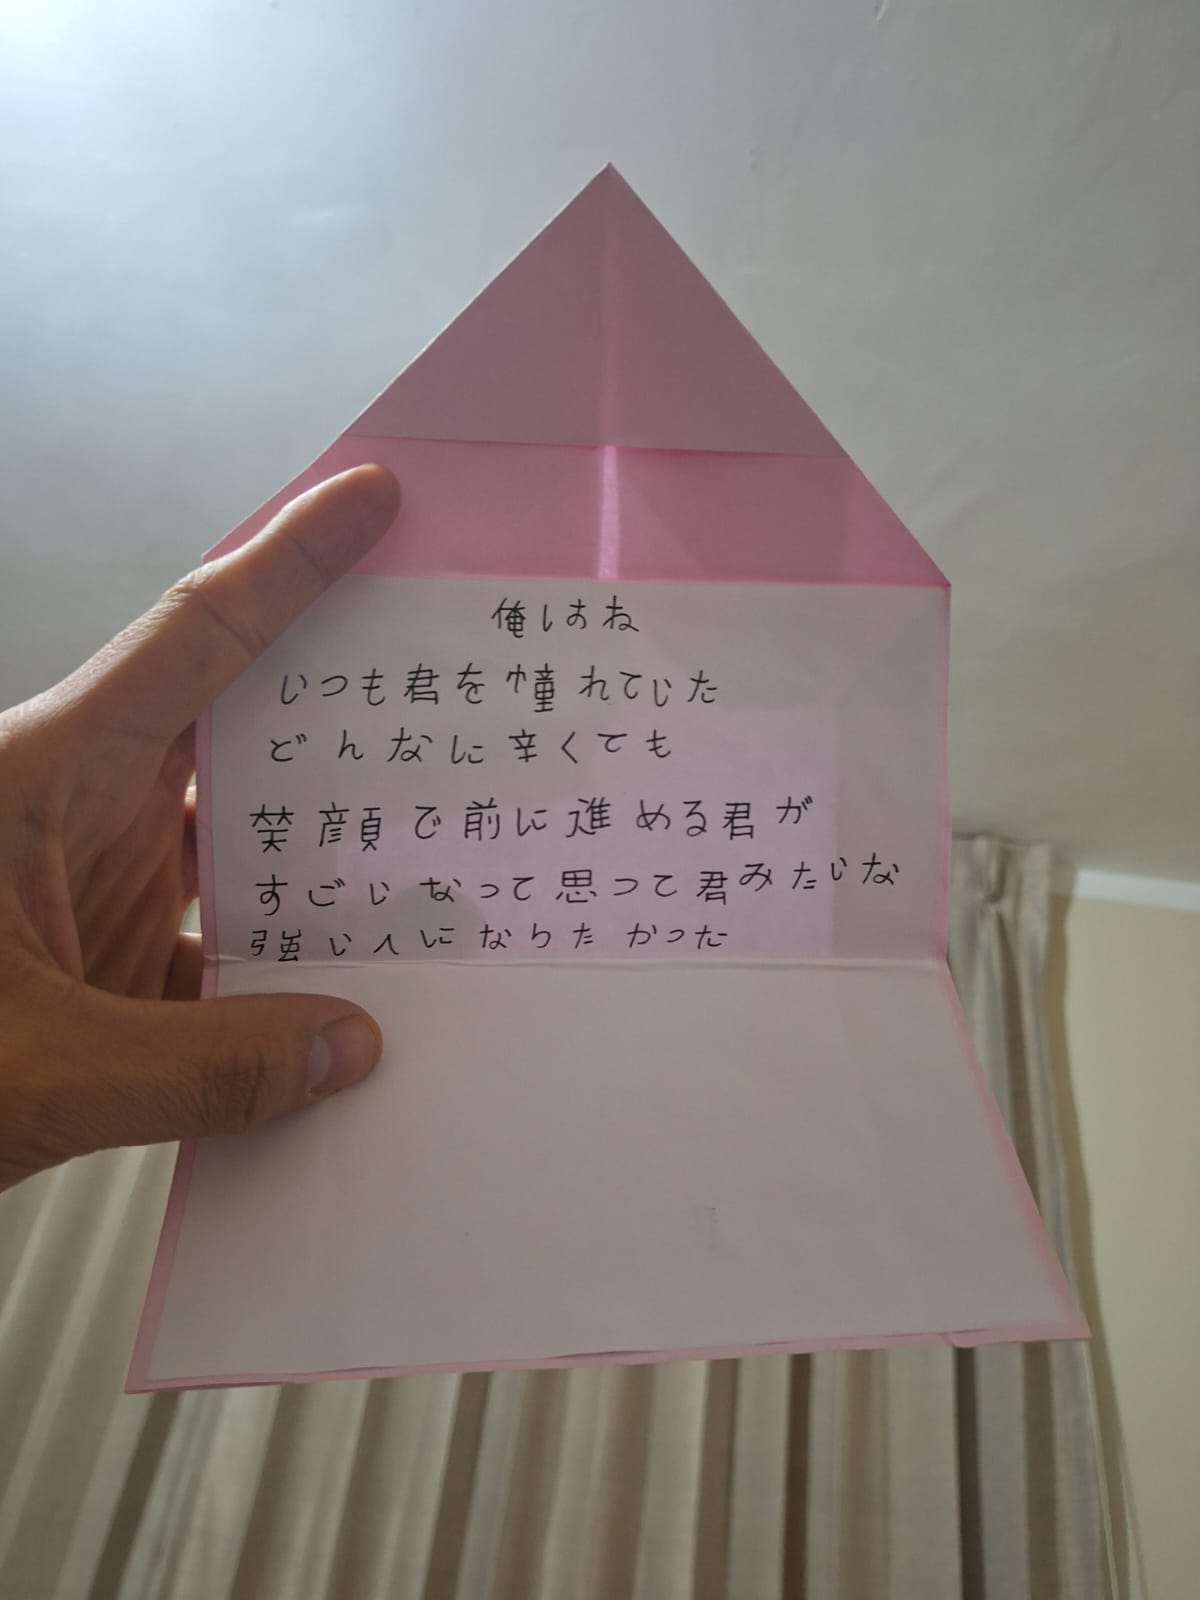 俺はね
いつも君を憧れていた
どんなに辛くても
笑顔で前に進める君が
すごいなって思って君みたいな
強い人になりたかった